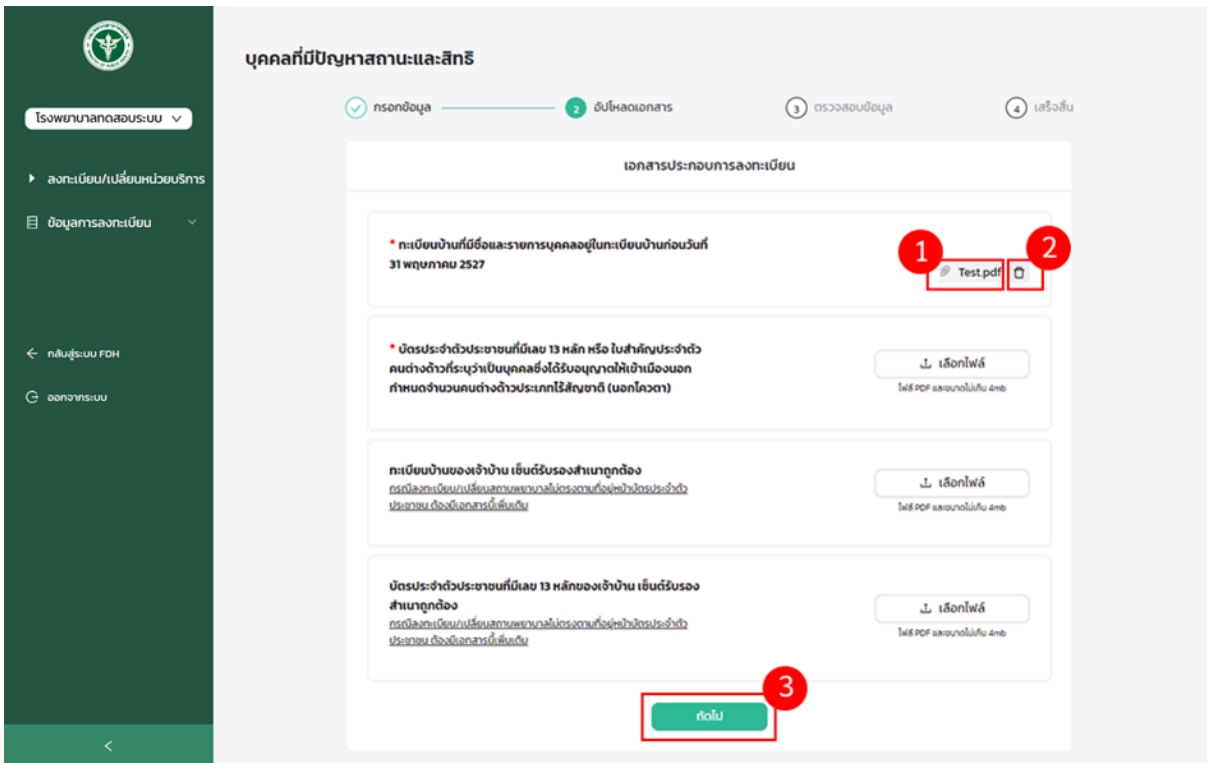 บุคคลที่มีปัญหาสถานะและสิทธิ
โรงพยาบาลทดสอบระบบ
ลงทะเบียน/เปลี่ยนหน่วยบริการ
ข้อมูลการลงทะเบียน
กลับสู่ระบบ FDH
ออกจากระบบ
กรอกข้อมูล
2 อัปโหลดเอกสาร
3 ตรวจสอบข้อมูล
4 เสร็จสิ้น
เอกสารประกอบการลงทะเบียน
* ทะเบียนบ้านที่มีชื่อและรายการบุคคลอยู่ในทะเบียนบ้านก่อนวันที่
31 พฤษภาคม 2527
1
Test.pdf
2
* บัตรประจำตัวประชาชนที่มีเลข 13 หลัก หรือ ใบสำคัญประจำตัว
คนต่างด้าวที่ระบุว่าเป็นบุคคลซึ่งได้รับอนุญาตให้เข้าเมืองนอก
กำหนดจำนวนคนต่างด้าวประเภทไร้สัญชาติ (นอกโควตา)
เลือกไฟล์
ไฟล์ PDF และขนาดไม่เกิน 4mb
ทะเบียนบ้านของเจ้าบ้าน เซ็นต์รับรองสำเนาถูกต้อง
กรณีลงทะเบียน/เปลี่ยนสถานพยาบาลไม่ตรงตามที่อยู่หน้าบัตรประจำตัว
ประชาชน ต้องมีเอกสารนี้เพิ่มเติม
เลือกไฟล์
ไฟล์ PDF และขนาดไม่เกิน 4mb
บัตรประจำตัวประชาชนที่มีเลข 13 หลักของเจ้าบ้าน เซ็นต์รับรอง
สำเนาถูกต้อง
กรณีลงทะเบียน/เปลี่ยนสถานพยาบาลไม่ตรงตามที่อยู่หน้าบัตรประจำตัว
ประชาชน ต้องมีเอกสารนี้เพิ่มเติม
เลือกไฟล์
ไฟล์ PDF และขนาดไม่เกิน 4mb
3
ถัดไป